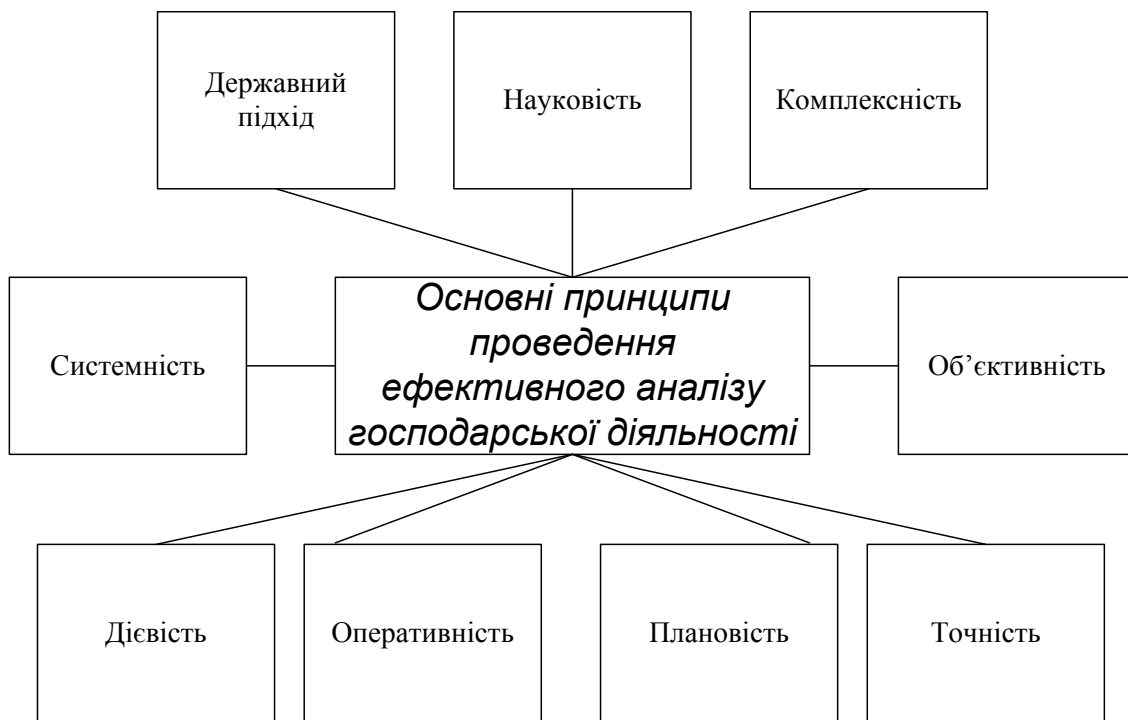 Державний
підхід
Науковість
Комплексність
Системність
Основні принципи
проведення
ефективного аналізу
господарської діяльності
Об’єктивність
Дієвість
Оперативність
Плановість
Точність